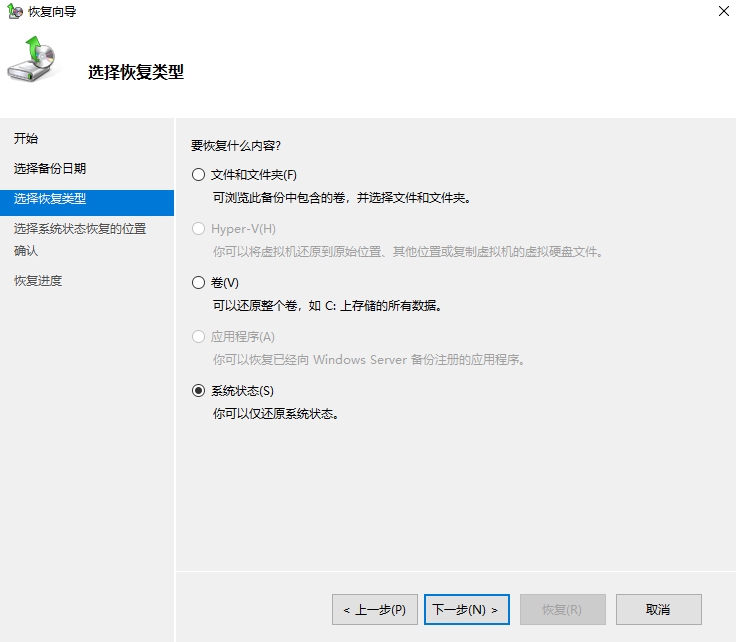 恢复向导
选择恢复类型
开始
选择备份日期
选择恢复类型
选择系统状态恢复的位置
确认
恢复进度
要恢复什么内容?
文件和文件夹(F)
可浏览此备份中包含的卷，并选择文件和文件夹。
Hyper-V(H)
你可以将虚拟机还原到原始位置、其他位置或复制虚拟机的虚拟硬盘文件。
卷(V)
可以还原整个卷，如 C: 上存储的所有数据。
应用程序(A)
你可以恢复已经向 Windows Server 备份注册的应用程序。
系统状态(S)
你可以仅还原系统状态。
< 上一步(P)
下一步(N) >
恢复(R)
取消